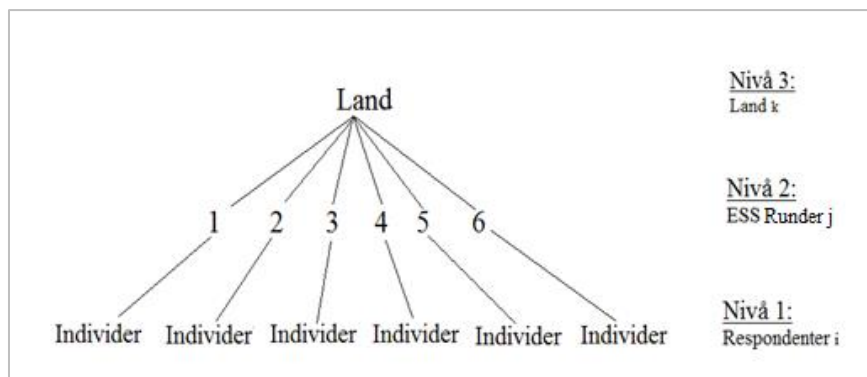 Nivå 3:
Land k
Land
Nivå 2:
ESS Runder j
1 2 3 4 5 6
Nivå 1:
Respondenter i
Individer Individer Individer Individer Individer Individer